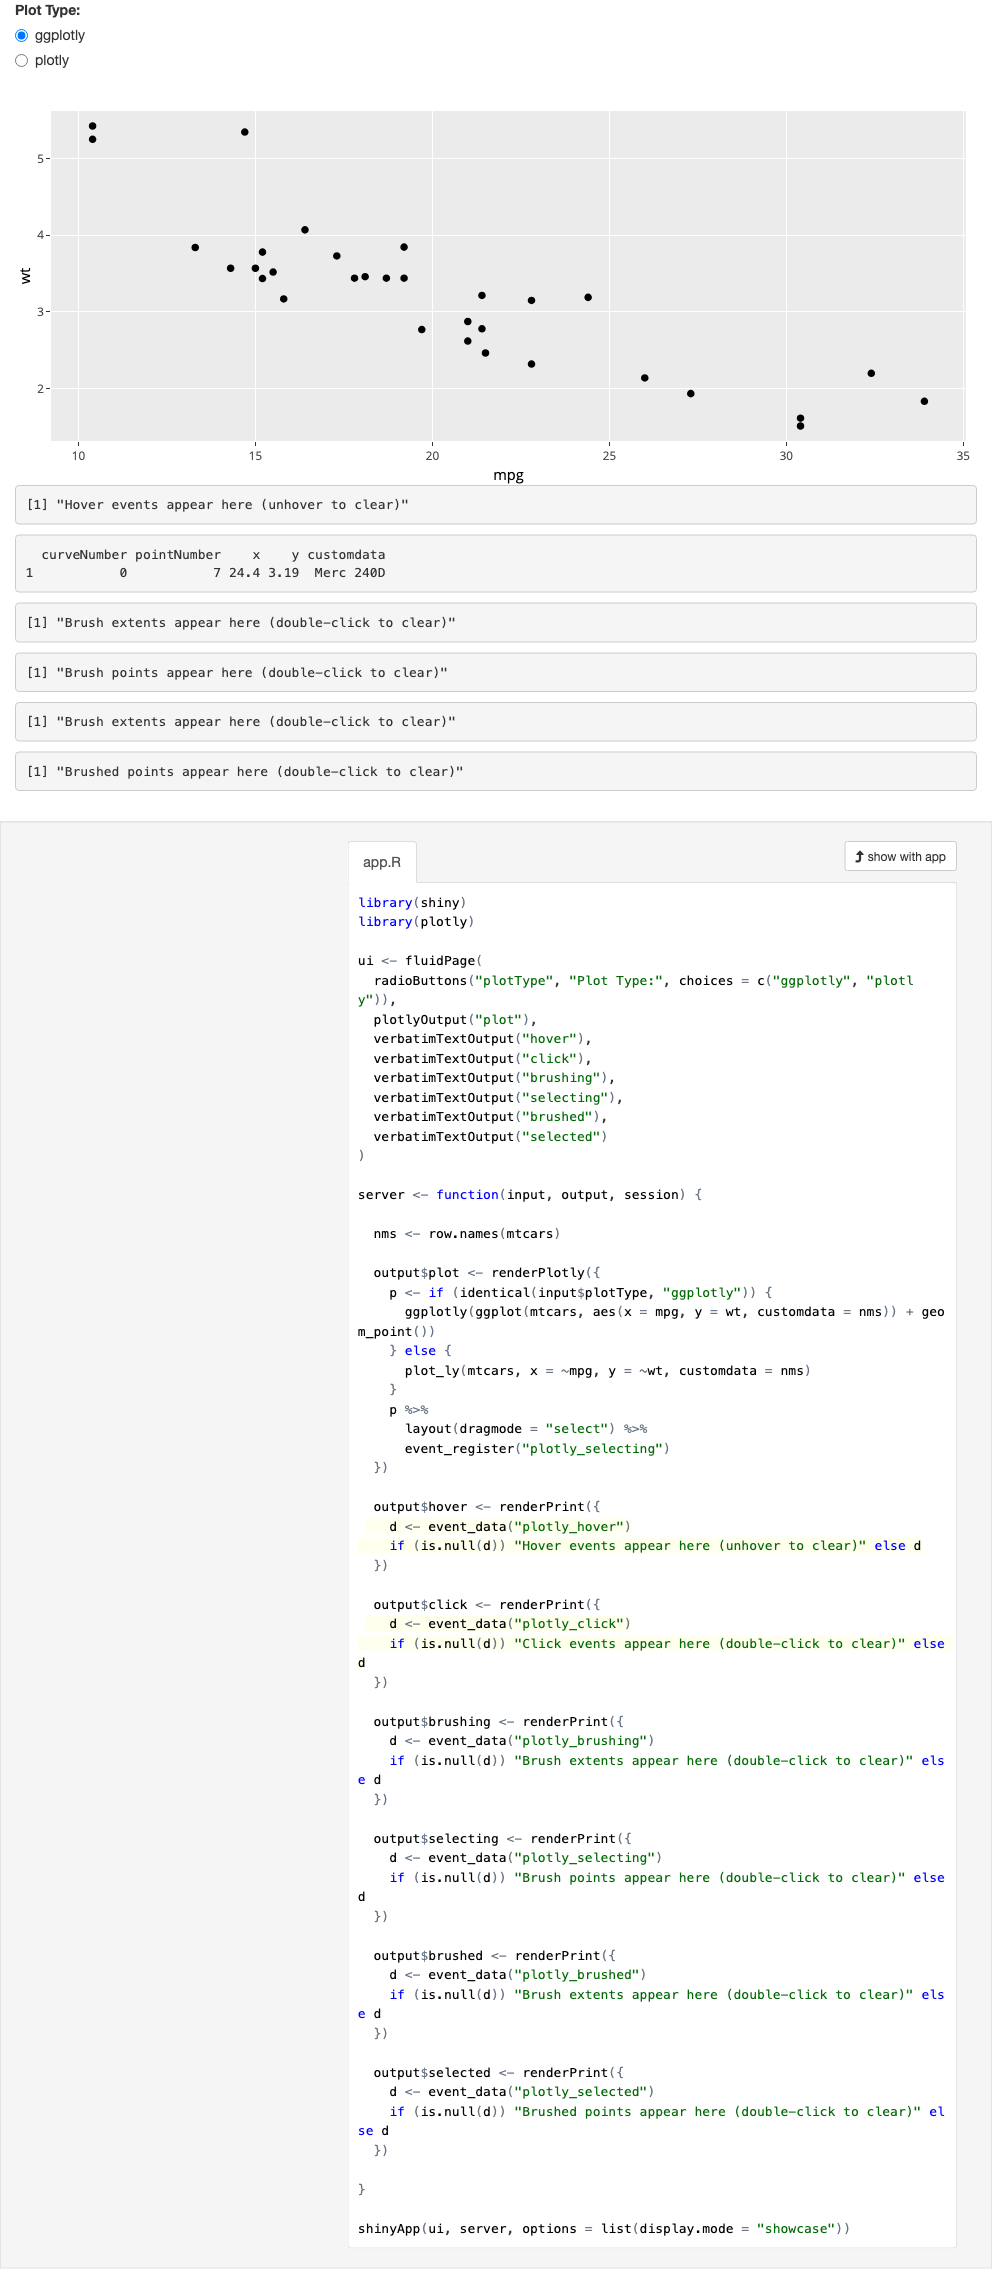 Plot Type:
ggplotly
plotly
5
4
3
2
wt
10 15 20 25 30 35
mpg
[1] "Hover events appear here (unhover to clear)"
  curveNumber pointNumber    x    y customdata
1           0           7 24.4 3.19  Merc 240D
[1] "Brush extents appear here (double-click to clear)"
[1] "Brush points appear here (double-click to clear)"
[1] "Brush extents appear here (double-click to clear)"
[1] "Brushed points appear here (double-click to clear)"
app.R
show with app
library(shiny)
library(plotly)
ui <- fluidPage(
  radioButtons("plotType", "Plot Type:", choices = c("ggplotly", "plotl
y")),
  plotlyOutput("plot"),
  verbatimTextOutput("hover"),
  verbatimTextOutput("click"),
  verbatimTextOutput("brushing"),
  verbatimTextOutput("selecting"),
  verbatimTextOutput("brushed"),
  verbatimTextOutput("selected")
)
server <- function(input, output, session) {
  nms <- row.names(mtcars)
  output$plot <- renderPlotly({
    p <- if (identical(input$plotType, "ggplotly")) {
      ggplotly(ggplot(mtcars, aes(x = mpg, y = wt, customdata = nms)) + geo
m_point())
    } else {
      plot_ly(mtcars, x = ~mpg, y = ~wt, customdata = nms)
    }
    p %>%
      layout(dragmode = "select") %>%
      event_register("plotly_selecting")
  })
  output$hover <- renderPrint({
    d <- event_data("plotly_hover")
    if (is.null(d)) "Hover events appear here (unhover to clear)" else d
  })
  output$click <- renderPrint({
    d <- event_data("plotly_click")
    if (is.null(d)) "Click events appear here (double-click to clear)" else
d
  })
  output$brushing <- renderPrint({
    d <- event_data("plotly_brushing")
    if (is.null(d)) "Brush extents appear here (double-click to clear)" els
e d
  })
  output$selecting <- renderPrint({
    d <- event_data("plotly_selecting")
    if (is.null(d)) "Brush points appear here (double-click to clear)" else
d
  })
  output$brushed <- renderPrint({
    d <- event_data("plotly_brushed")
    if (is.null(d)) "Brush extents appear here (double-click to clear)" els
e d
  })
  output$selected <- renderPrint({
    d <- event_data("plotly_selected")
    if (is.null(d)) "Brushed points appear here (double-click to clear)" el
se d
  })
}
shinyApp(ui, server, options = list(display.mode = "showcase"))